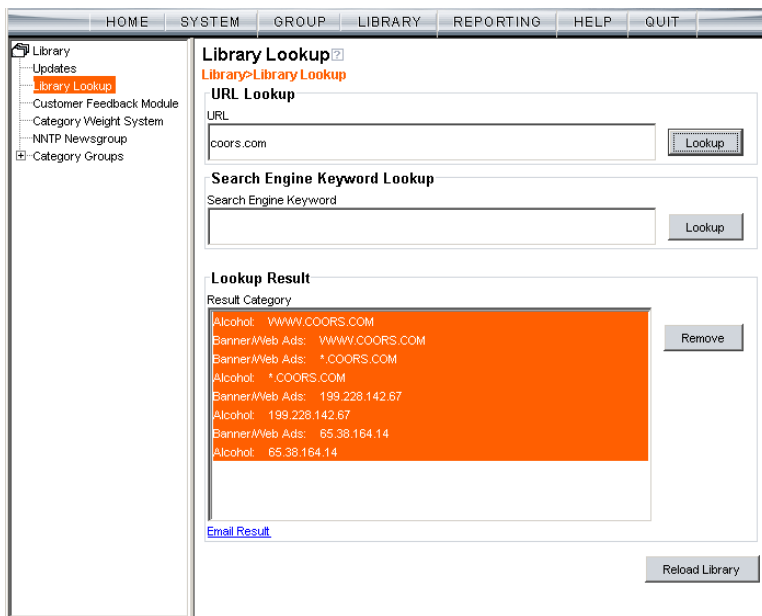 HOME SYSTEM GROUP LIBRARY REPORTING HELP QUIT
Library
Updates
Library Lookup
Customer Feedback Module
Category Weight System
NNTP Newsgroup
Category Groups
Library Lookup?
Library>Library Lookup
URL Lookup
URL
coors.com
Lookup
Search Engine Keyword Lookup
Search Engine Keyword
Lookup
Lookup Result
Result Category
Alcohol: WWW.COORS.COM
Banner/Web Ads: WWW.COORS.COM
Banner/Web Ads: *.COORS.COM
Alcohol: *.COORS.COM
Banner/Web Ads: 199.228.142.67
Alcohol: 199.228.142.67
Banner/Web Ads: 65.38.164.14
Alcohol: 65.38.164.14
Remove
Email Result
Reload Library